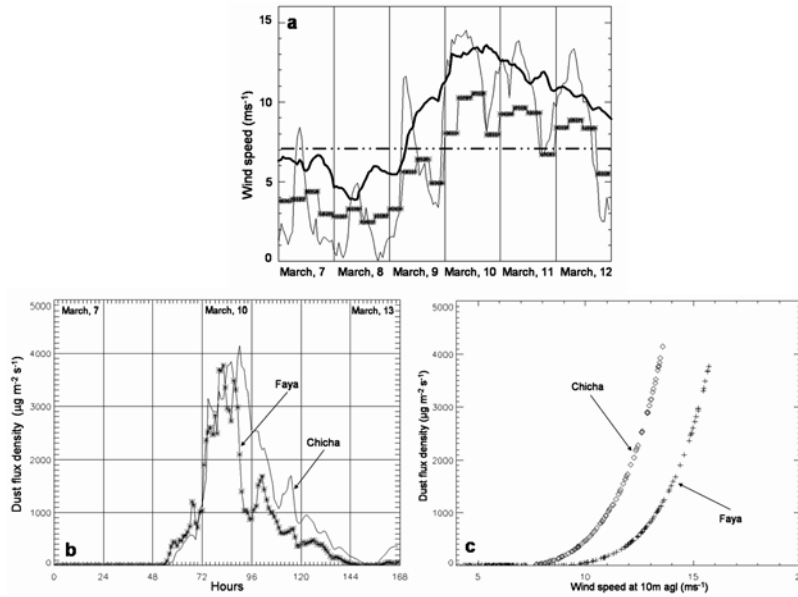 a
15
10
5
0
Wind speed (ms⁻¹)
March, 7 March, 8 March, 9 March, 10 March, 11 March, 12
5000
4000
3000
2000
1000
0
Dust flux density (µg m⁻² s⁻¹)
March, 7 March, 10 March, 13
Faya
Chicha
b
0 24 48 72 96 120 144 168
Hours
5000
4000
3000
2000
1000
0
Dust flux density (µg m⁻² s⁻¹)
Chicha
Faya
c
5 10 15 2
Wind speed at 10m agl (ms⁻¹)